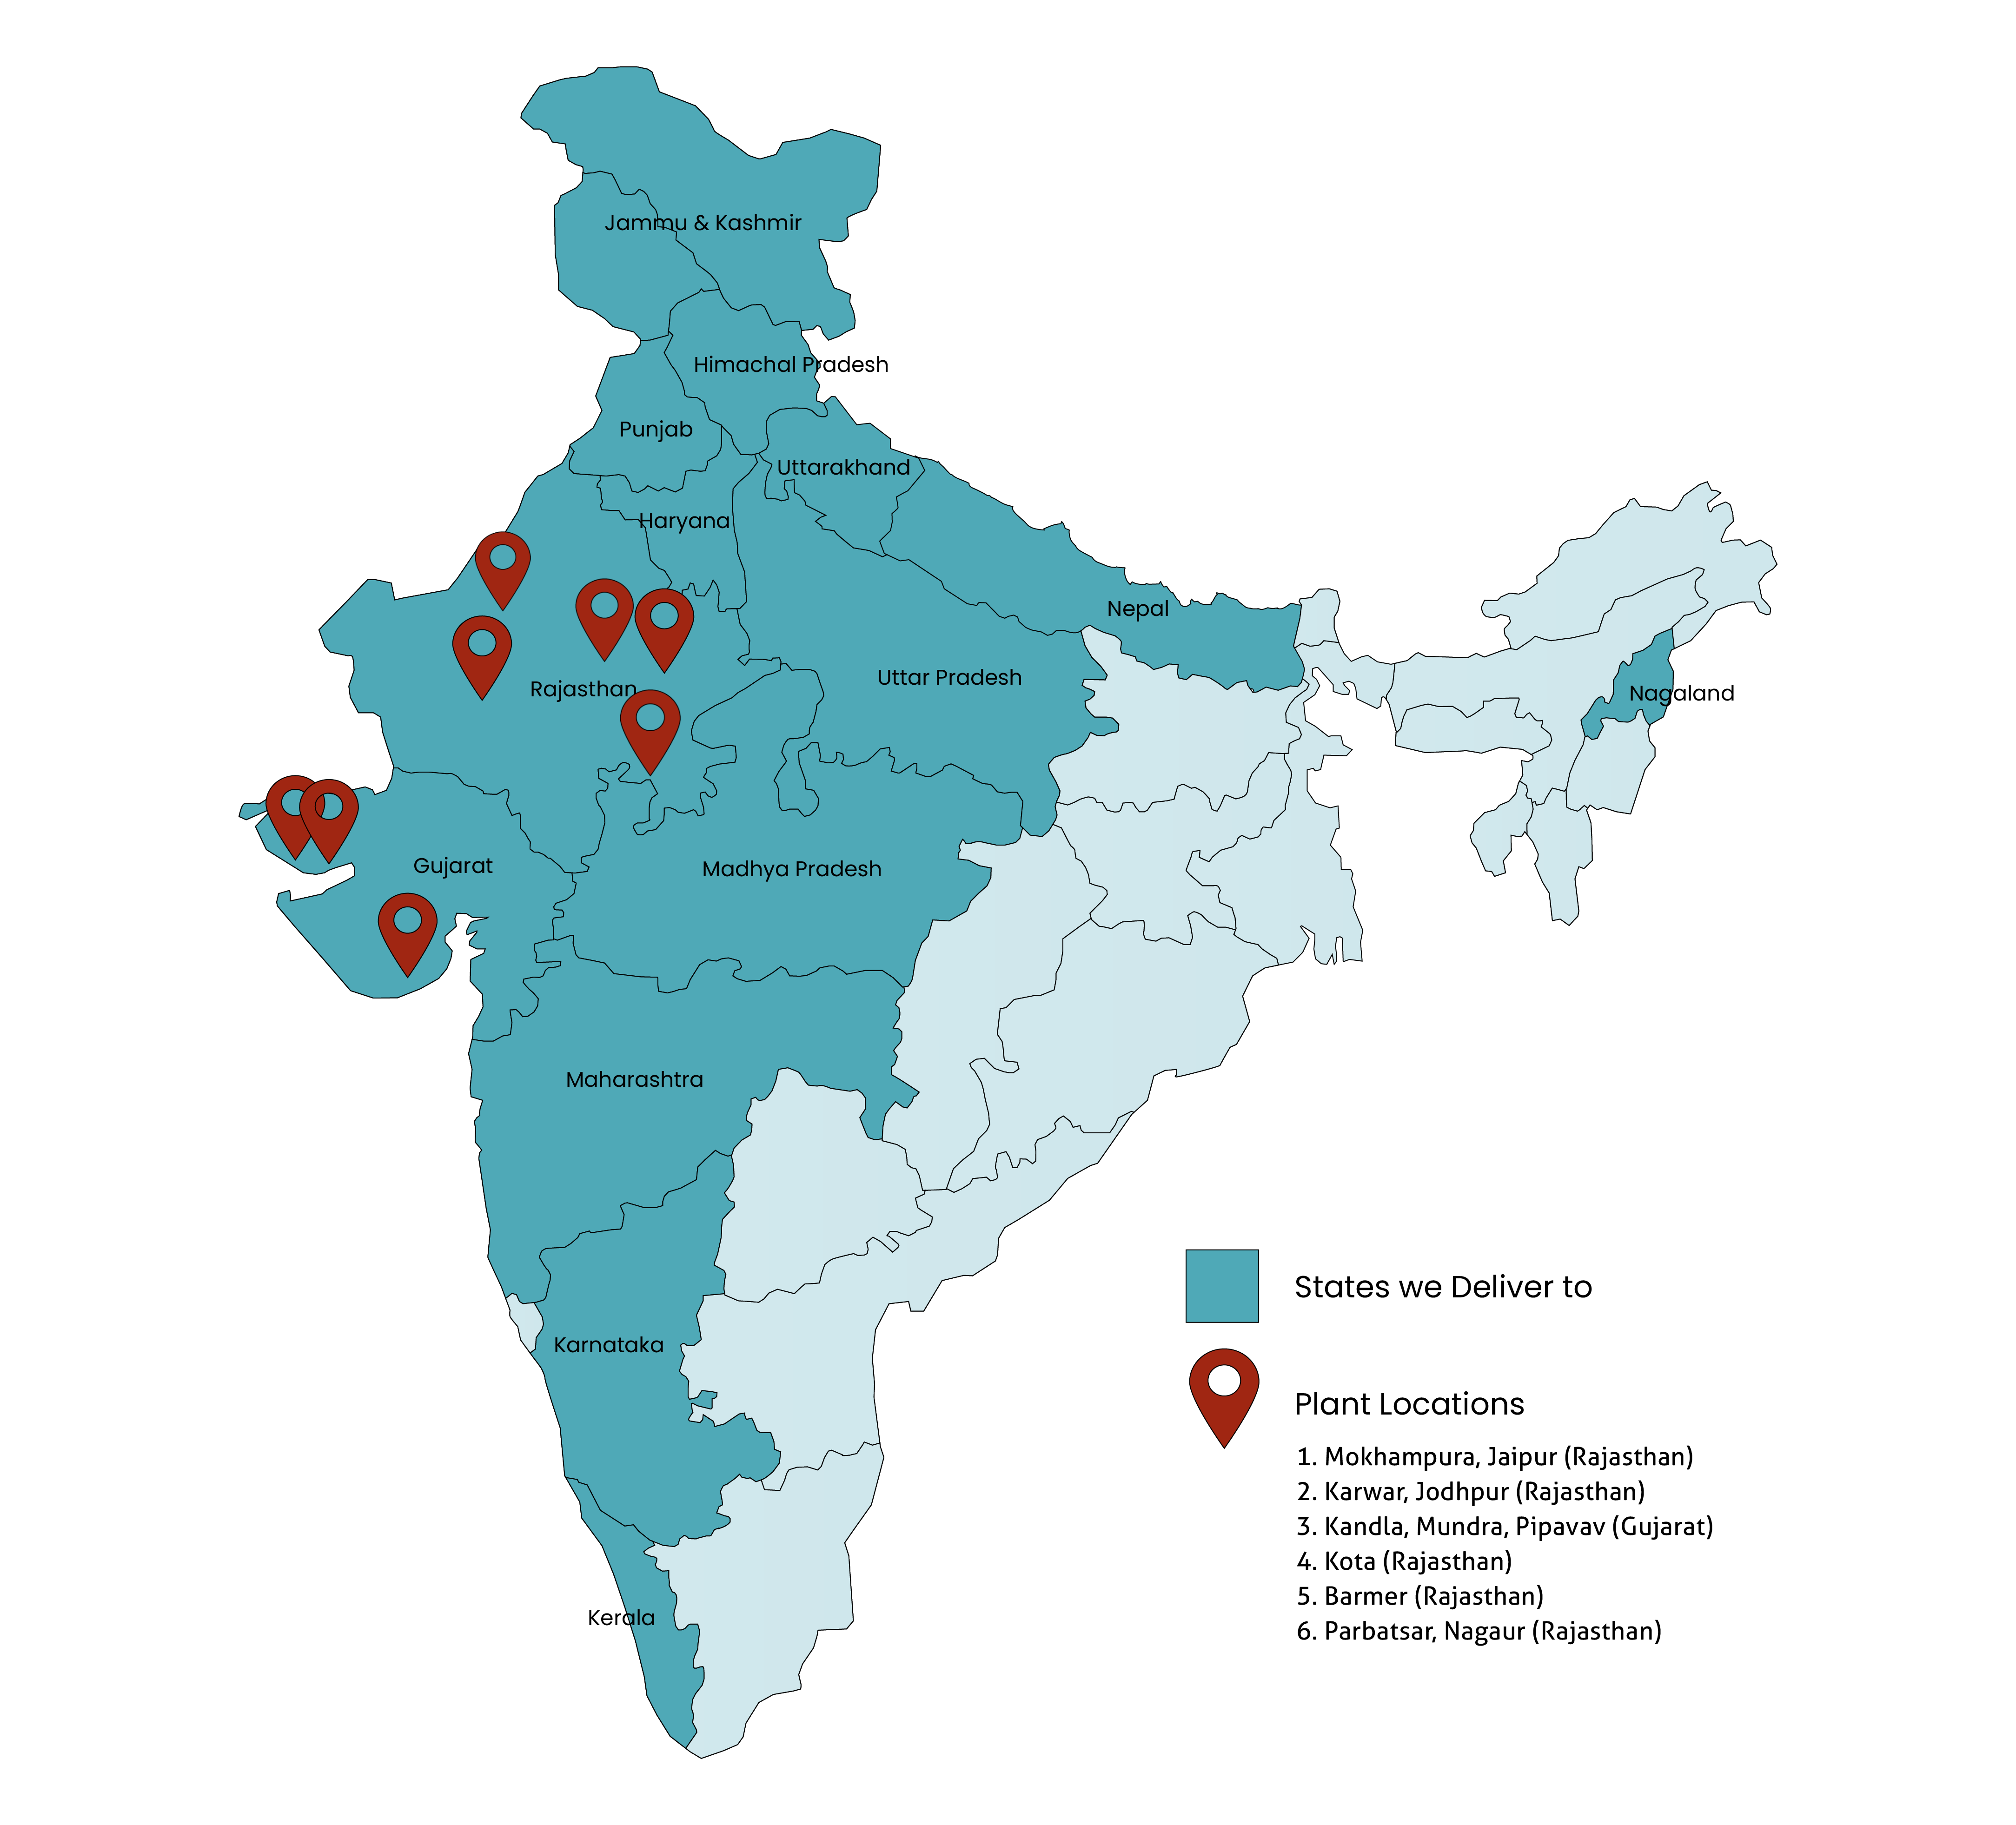 Jammu & Kashmir
Himachal Pradesh
Punjab
Uttarakhand
Haryana
Nepal
Uttar Pradesh
Rajasthan
Nagaland
Gujarat
Madhya Pradesh
Maharashtra
States we Deliver to
Karnataka
Plant Locations
1. Mokhampura, Jaipur (Rajasthan)
2. Karwar, Jodhpur (Rajasthan)
3. Kandla, Mundra, Pipavav (Gujarat)
4. Kota (Rajasthan)
5. Barmer (Rajasthan)
6. Parbatsar, Nagaur (Rajasthan)
Kerala